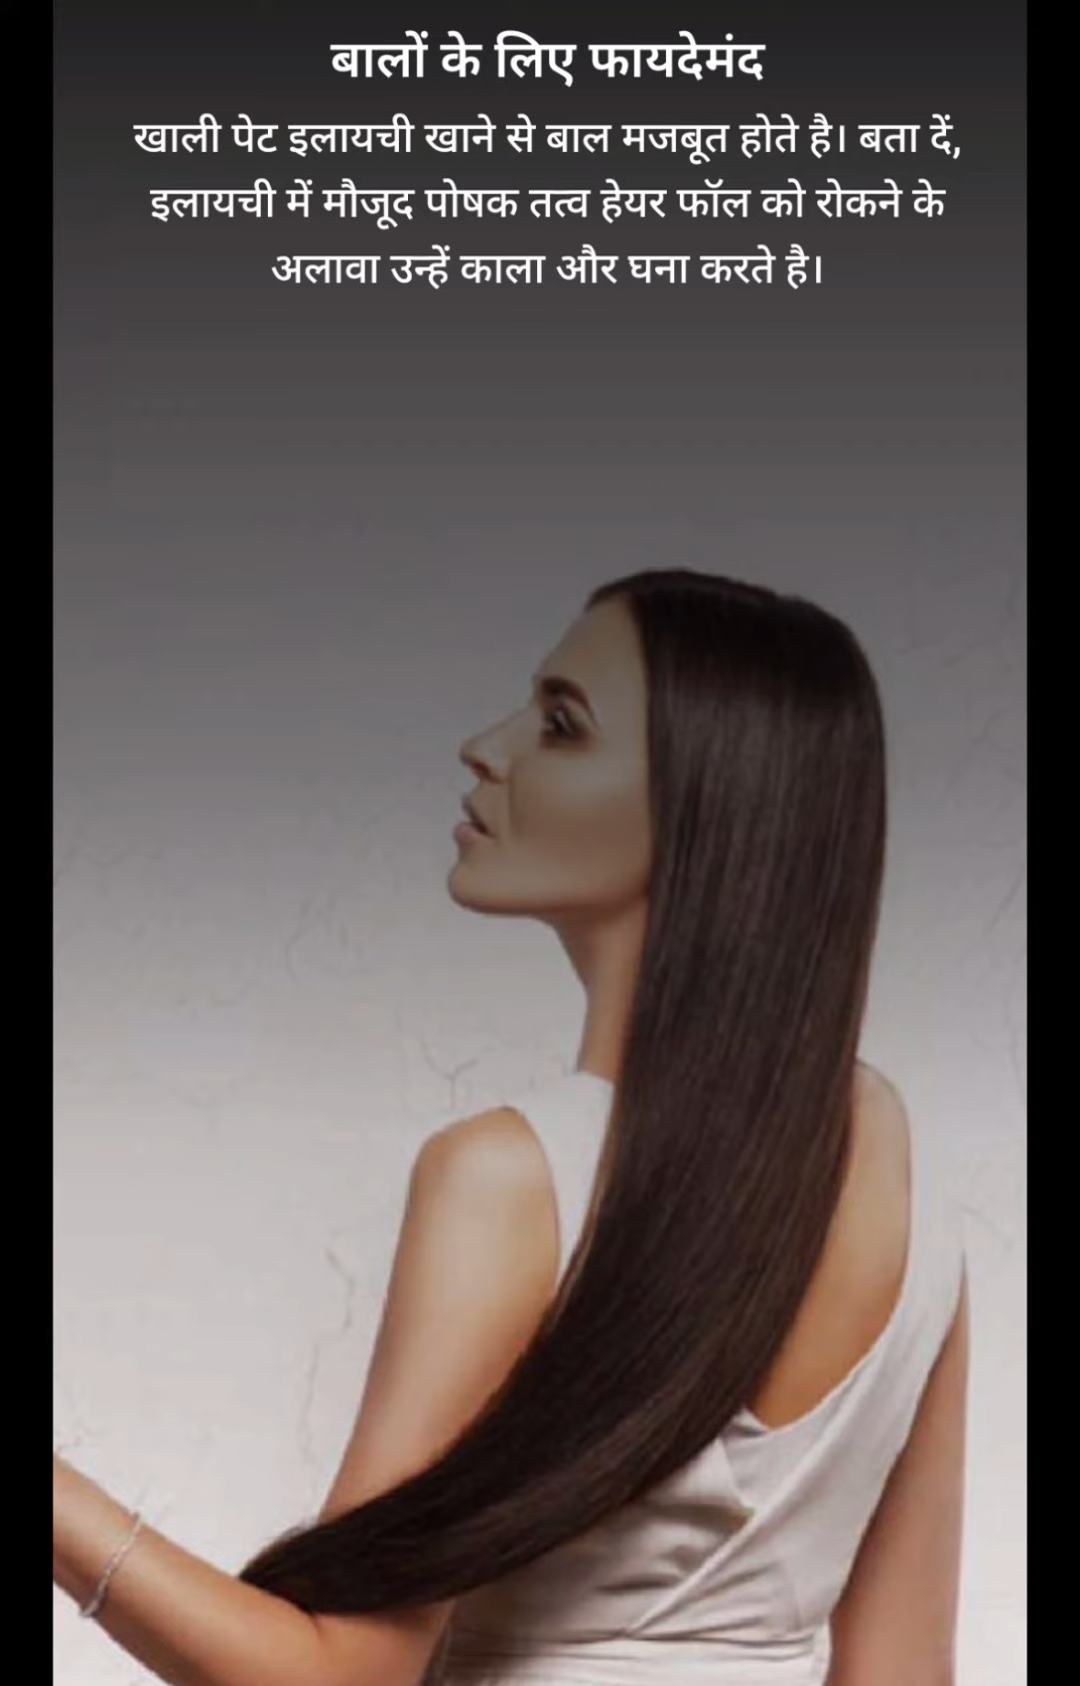 बालों के लिए फायदेमंद
खाली पेट इलायची खाने से बाल मजबूत होते है। बता दें,
इलायची में मौजूद पोषक तत्व हेयर फॉल को रोकने के
अलावा उन्हें काला और घना करते है।